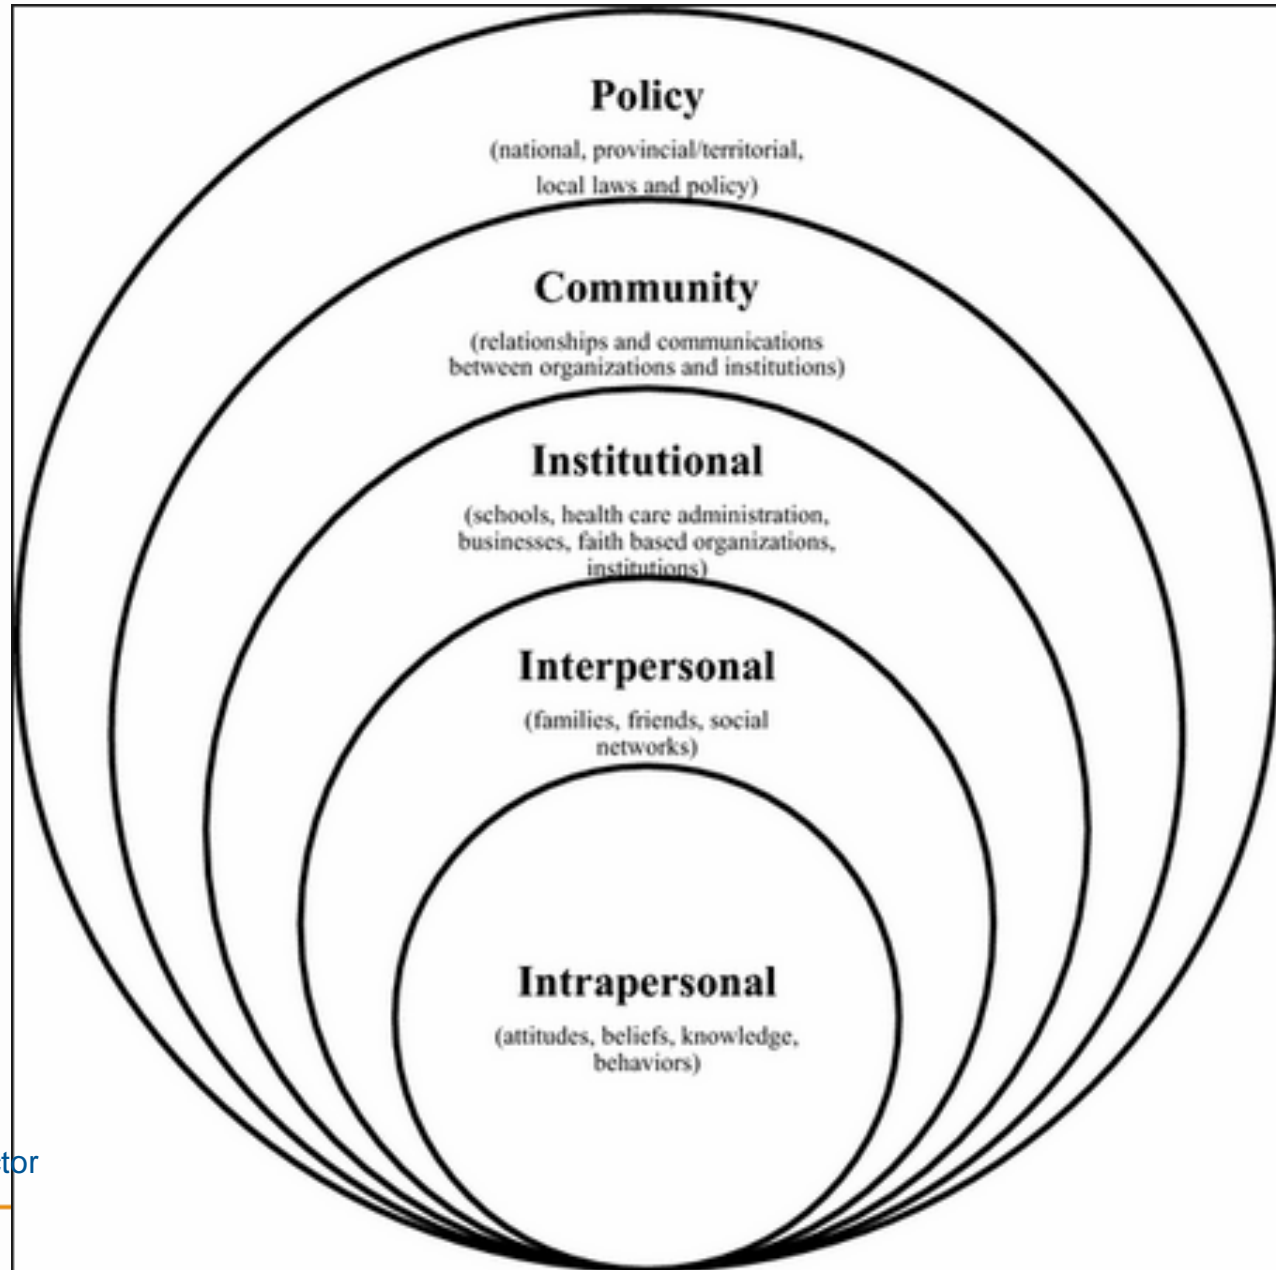 Policy
(national, provincial/territorial,
local laws and policy)
Community
(relationships and communications
between organizations and institutions)
Institutional
(schools, health care administration,
businesses, faith based organizations,
institutions)
Interpersonal
(families, friends, social
networks)
Intrapersonal
(attitudes, beliefs, knowledge,
behaviors)